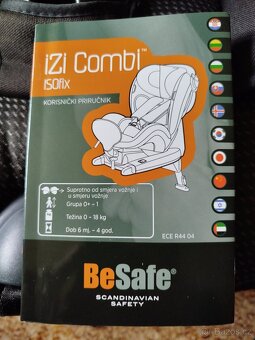 iZi Combi™
ISOfix
KORISNIČKI PRIRUČNIK
Suprotno od smjera vožnje i
u smjeru vožnje.
Grupa 0+ - 1
Težina 0 - 18 kg
Dob 6 mj. - 4 god.
ECE R44 04
BeSafe®
SCANDINAVIAN
SAFETY